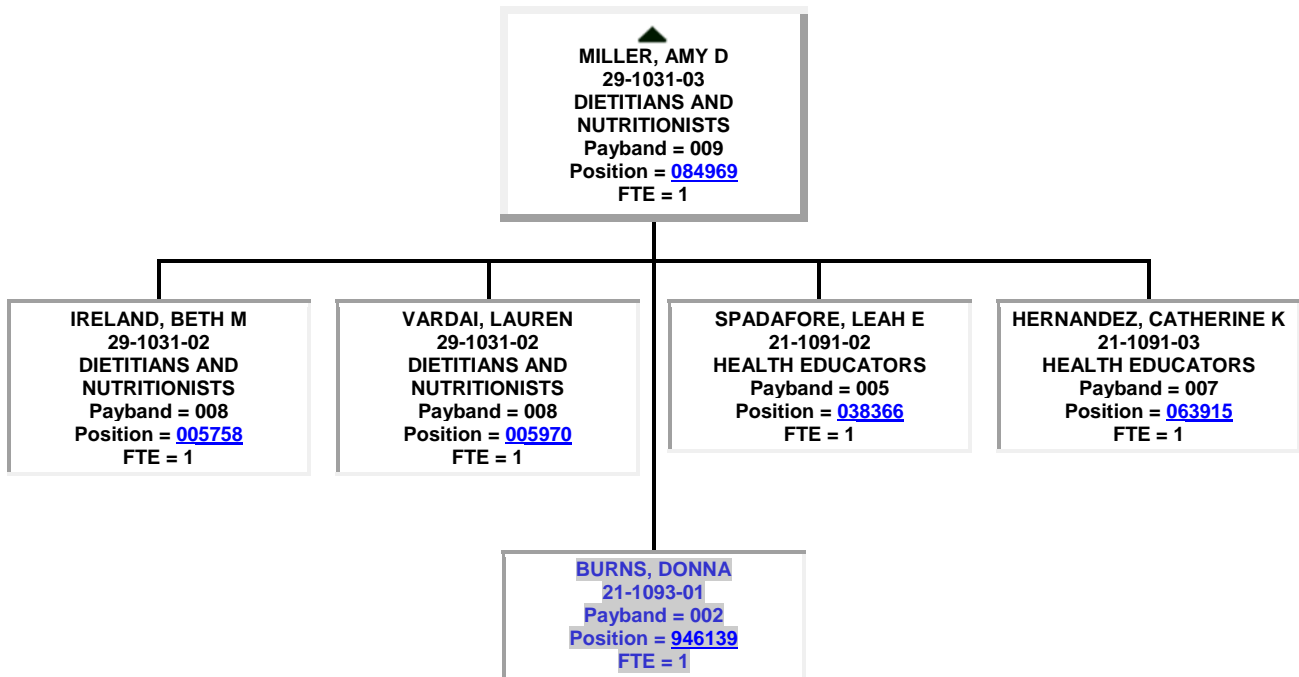 MILLER, AMY D
29-1031-03
DIETITIANS AND
NUTRITIONISTS
Payband = 009
Position = 084969
FTE = 1
IRELAND, BETH M
29-1031-02
DIETITIANS AND
NUTRITIONISTS
Payband = 008
Position = 005758
FTE = 1
VARDAI, LAUREN
29-1031-02
DIETITIANS AND
NUTRITIONISTS
Payband = 008
Position = 005970
FTE = 1
SPADAFORE, LEAH E
21-1091-02
HEALTH EDUCATORS
Payband = 005
Position = 038366
FTE = 1
HERNANDEZ, CATHERINE K
21-1091-03
HEALTH EDUCATORS
Payband = 007
Position = 063915
FTE = 1
BURNS, DONNA
21-1093-01
Payband = 002
Position = 946139
FTE = 1